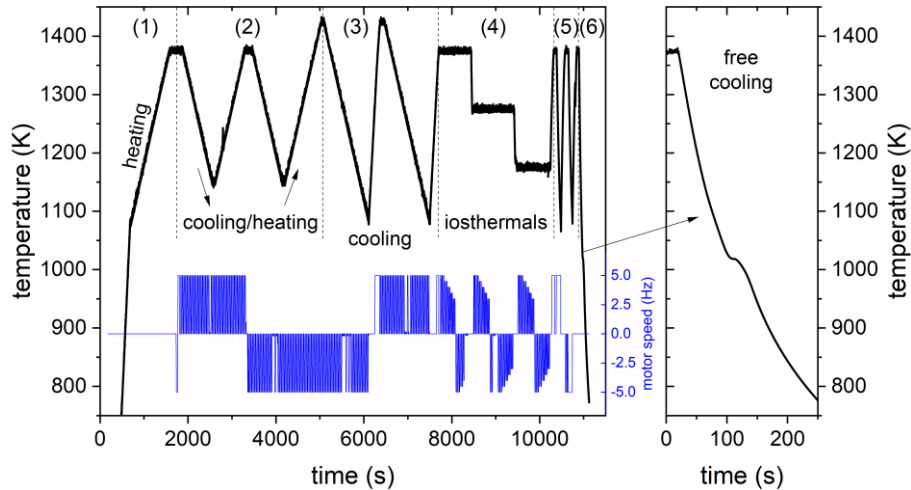 (1) (2) (3) (4) (5) (6)
1400
1300
1200
1100
1000
900
800
temperature (K)
heating
cooling/heating
cooling
iosthermals
5.0
2.5
0.0
-2.5
-5.0
motor speed (Hz)
0 2000 4000 6000 8000 10000
time (s)
free
cooling
1400
1300
1200
1100
1000
900
800
temperature (K)
0 100 200
time (s)